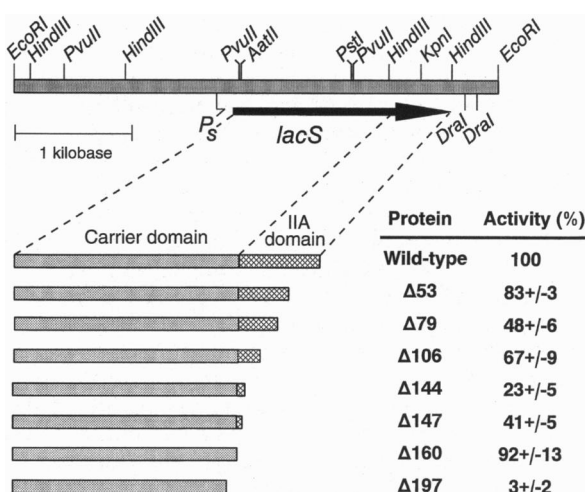 EcoRI
HindIII
PvuII
HindIII
PvuII
AatII
PstI
PvuII
HindIII
KpnI
HindIII
EcoRI
Ps
lacS
DraI
DraI
1 kilobase
Carrier domain
IIA
domain
Protein Activity (%)
Wild-type 100
Δ53 83+/-3
Δ79 48+/-6
Δ106 67+/-9
Δ144 23+/-5
Δ147 41+/-5
Δ160 92+/-13
Δ197 3+/-2